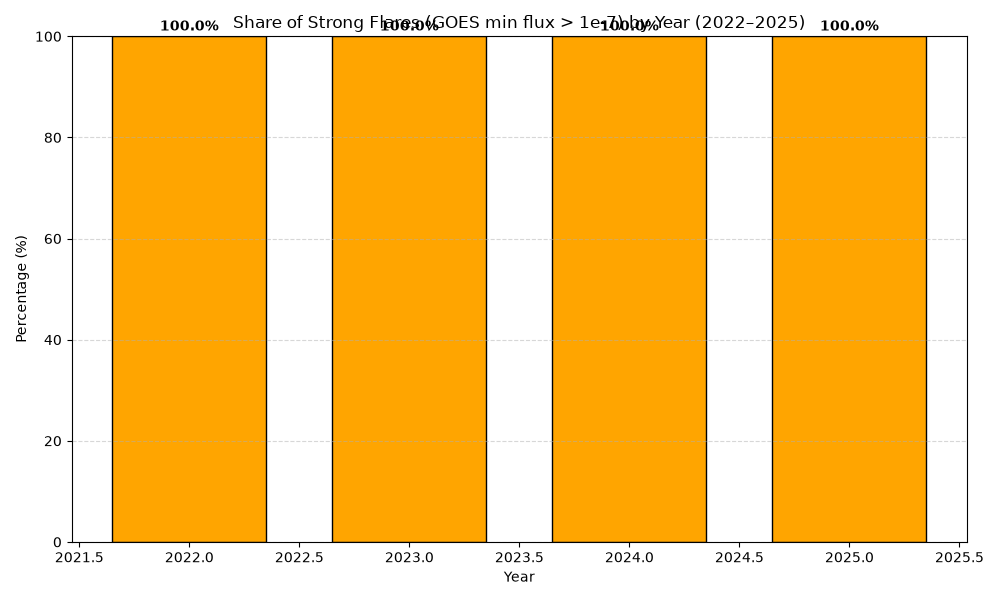 Share of Strong Flares (GOES min flux > 1e-7) by Year (2022–2025)
100.0% 100.0% 100.0% 100.0%
100
80
60
40
20
0
Percentage (%)
2021.5 2022.0 2022.5 2023.0 2023.5 2024.0 2024.5 2025.0 2025.5
Year